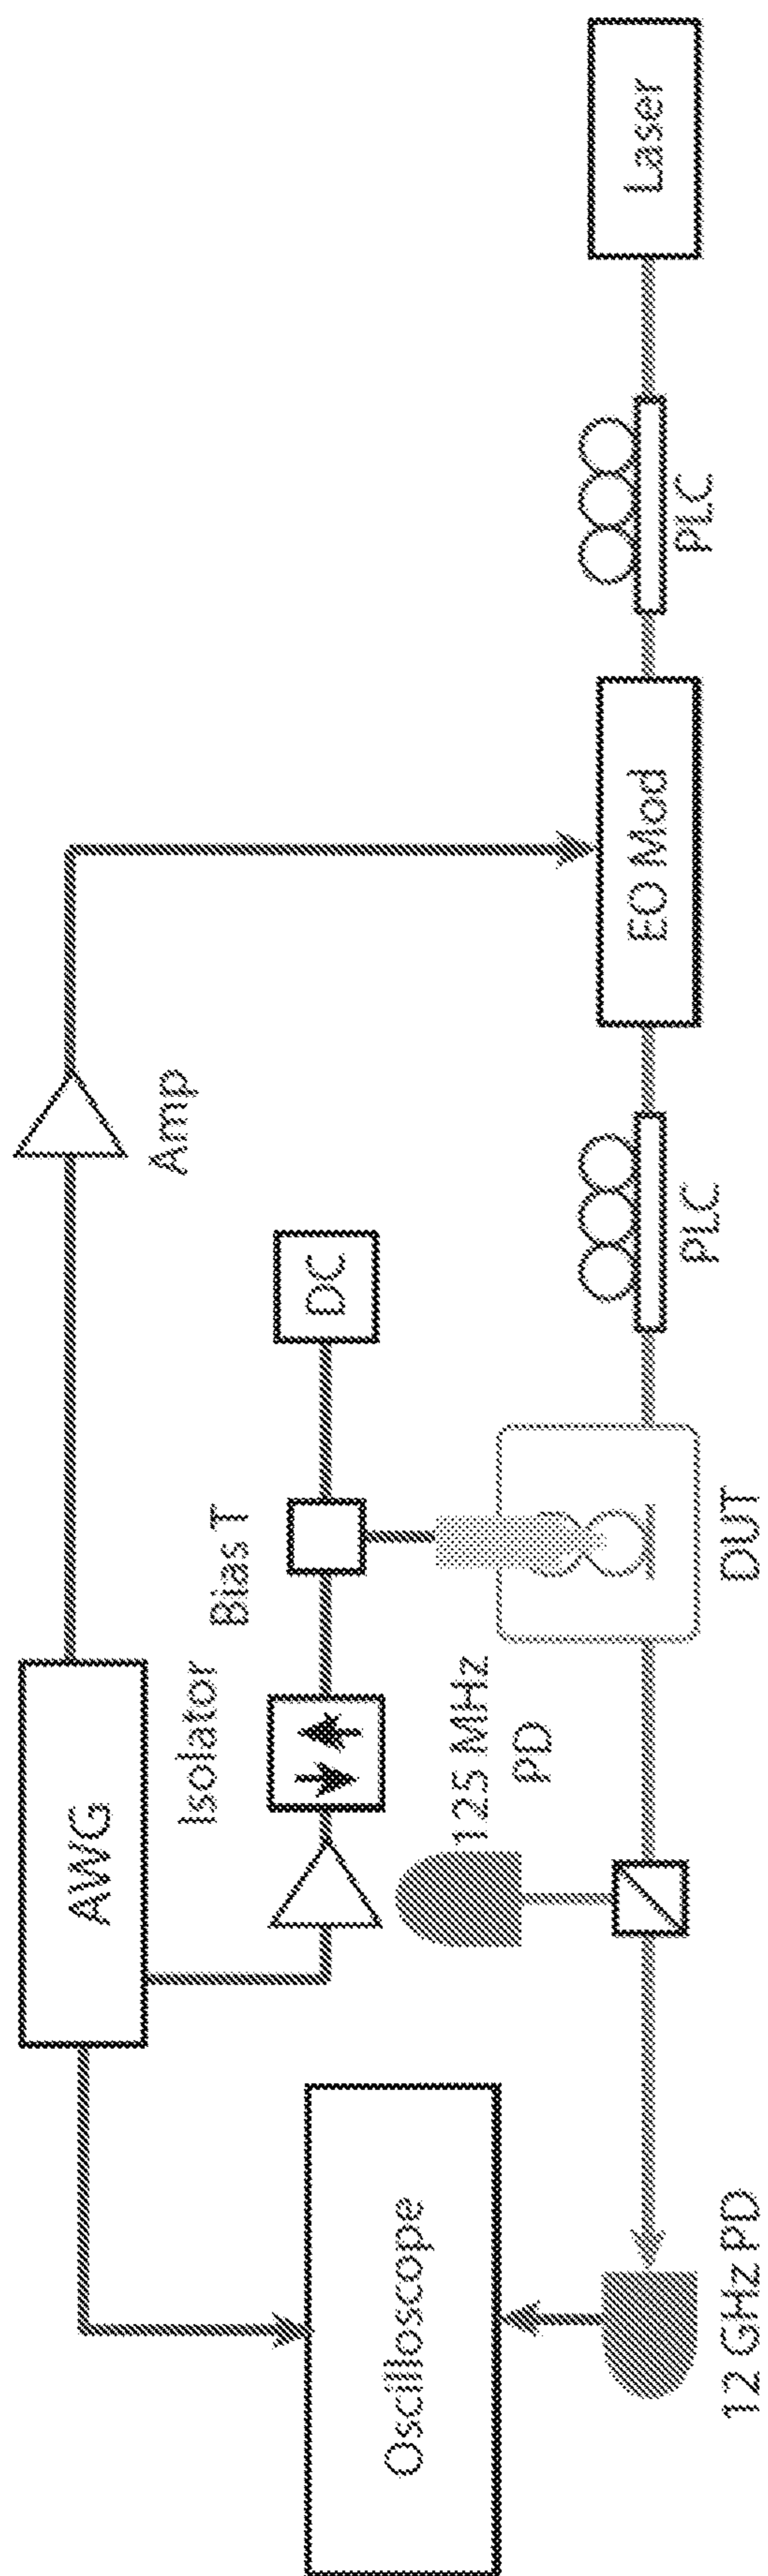 Laser
PLC
EO Mod
PLC
Amp
DC
Bias T
DUT
Isolator
125 MHz
PD
AWG
Oscilloscope
12 GHz PD